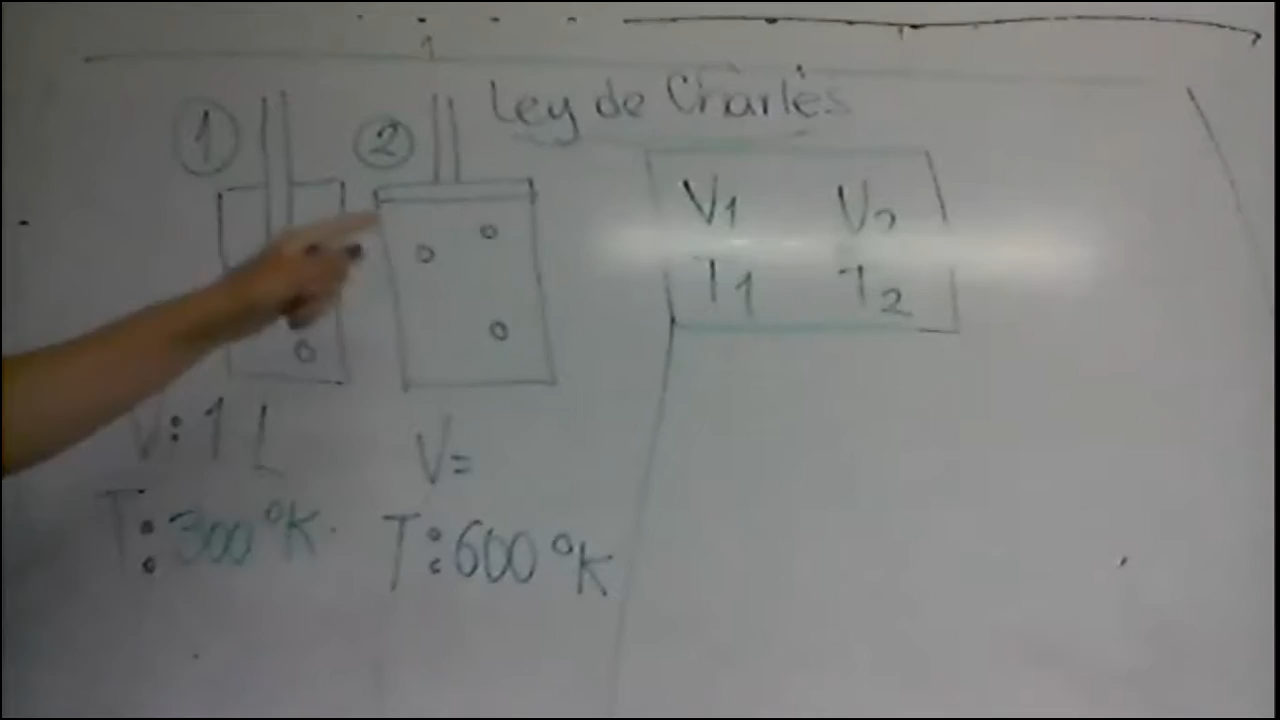 Ley de Charles
1 2
V1 V2
T1 T2
V: 1 L V=
T: 300 °K. T: 600 °K